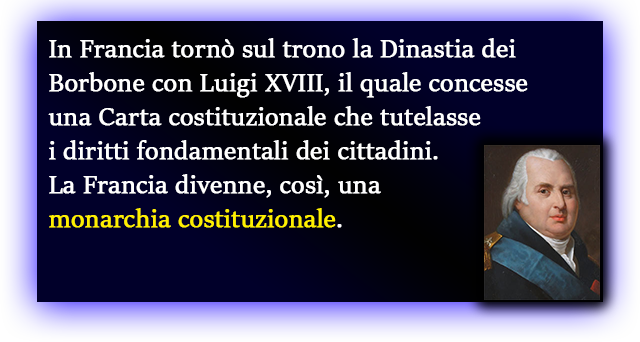 In Francia tornò sul trono la Dinastia dei
Borbone con Luigi XVIII, il quale concesse
una Carta costituzionale che tutelasse
i diritti fondamentali dei cittadini.
La Francia divenne, così, una
monarchia costituzionale.